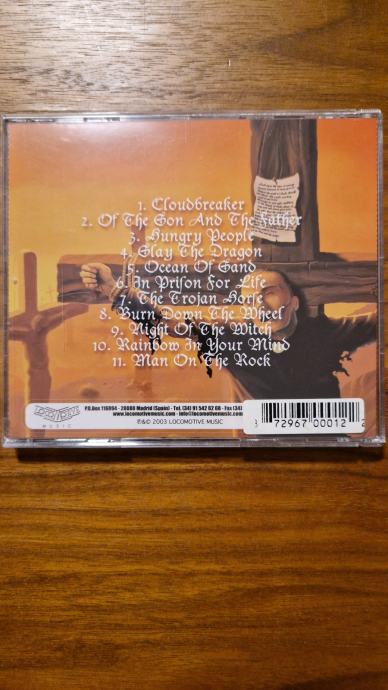 1. Cloudbreaker
2. Of The Son And The Father
3. Hungry People
4. Slay The Dragon
5. Ocean Of Sand
6. In Prison For Life
7. The Trojan Horse
8. Burn Down The Wheel
9. Night Of The Witch
10. Rainbow In Your Mind
11. Man On The Rock
LOCOMOTIVE
MUSIC
P.O.Box 116094 - 28080 Madrid (Spain) - Tel. (34) 91 542 62 68 - Fax (34)
www.locomotivemusic.com - info@locomotivemusic.com
℗&© 2003 LOCOMOTIVE MUSIC
72967 00012